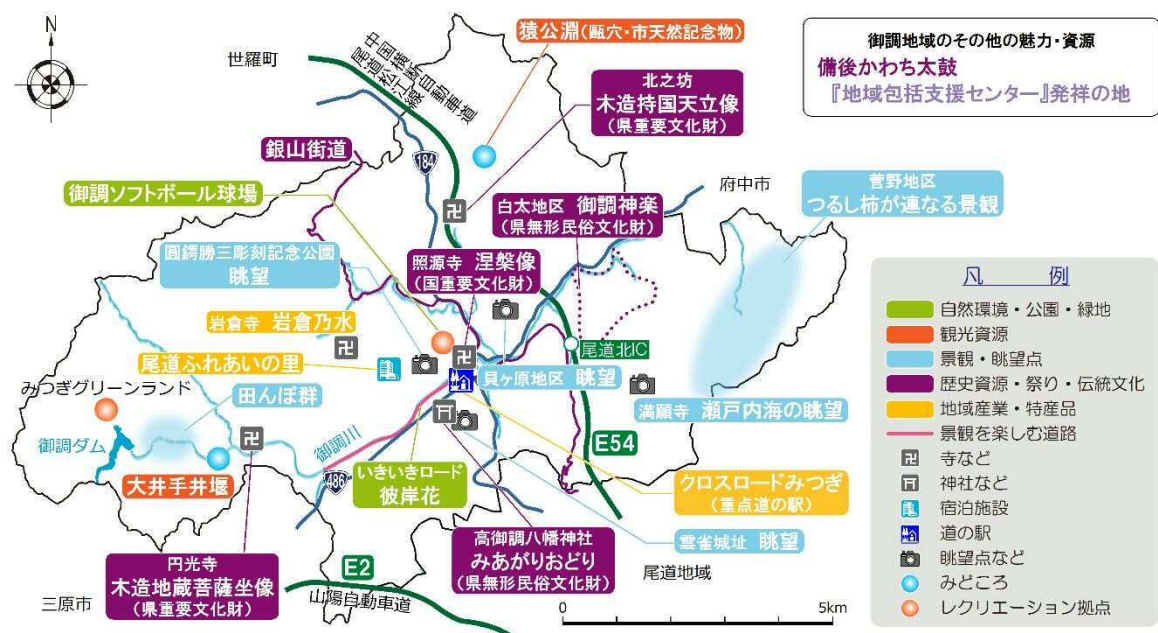 N
世羅町
中国横断自動車道
尾道松江線
猿公淵(甌穴・市天然記念物)
御調地域のその他の魅力・資源
備後かわち太鼓
『地域包括支援センター』発祥の地
北之坊
木造持国天立像
(県重要文化財)
銀山街道
184
御調ソフトボール球場
府中市
菅野地区
つるし柿が連なる景観
白太地区 御調神楽
(県無形民俗文化財)
圓鍔勝三彫刻記念公園
眺望
照源寺 涅槃像
(国重要文化財)
岩倉寺 岩倉乃水
尾道ふれあいの里
尾道北IC
みつぎグリーンランド
田んぼ群
貝ヶ原地区 眺望
満願寺 瀬戸内海の眺望
御調ダム
御調川
E54
大井手井堰
486
いきいきロード
彼岸花
クロスロードみつぎ
(重点道の駅)
円光寺
木造地蔵菩薩坐像
(県重要文化財)
高御調八幡神社
みあがりおどり
(県無形民俗文化財)
雲雀城址 眺望
尾道地域
E2
三原市
山陽自動車道
0
5km
凡 例
自然環境・公園・緑地
観光資源
景観・眺望点
歴史資源・祭り・伝統文化
地域産業・特産品
景観を楽しむ道路
寺など
神社など
宿泊施設
道の駅
眺望点など
みどころ
レクリエーション拠点